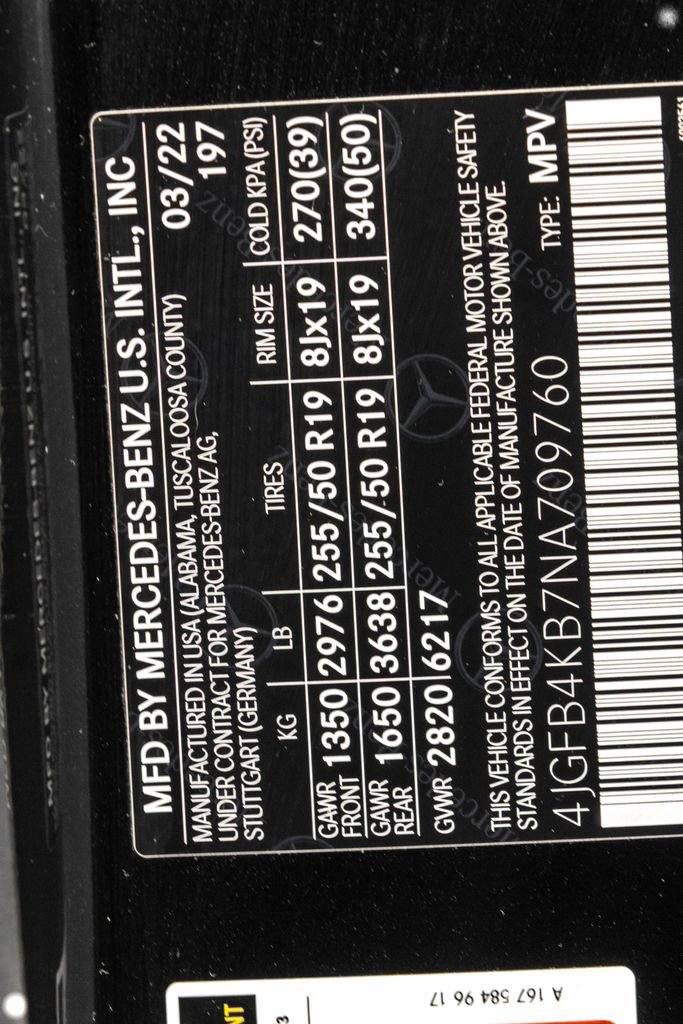 MFD BY MERCEDES-BENZ U.S. INTL., INC
MANUFACTURED IN USA (ALABAMA, TUSCALOOSA COUNTY) 03/22
UNDER CONTRACT FOR MERCEDES-BENZ AG, 197
STUTTGART (GERMANY)
KG LB TIRES RIM SIZE COLD KPA (PSI)
GAWR FRONT 1350 2976 255/50 R19 8Jx19 270(39)
GAWR REAR 1650 3638 255/50 R19 8Jx19 340(50)
GVWR 2820 6217
THIS VEHICLE CONFORMS TO ALL APPLICABLE FEDERAL MOTOR VEHICLE SAFETY
STANDARDS IN EFFECT ON THE DATE OF MANUFACTURE SHOWN ABOVE.
4JGFB4KB7NA709760 TYPE: MPV
A 167 584 96 17
NT
3